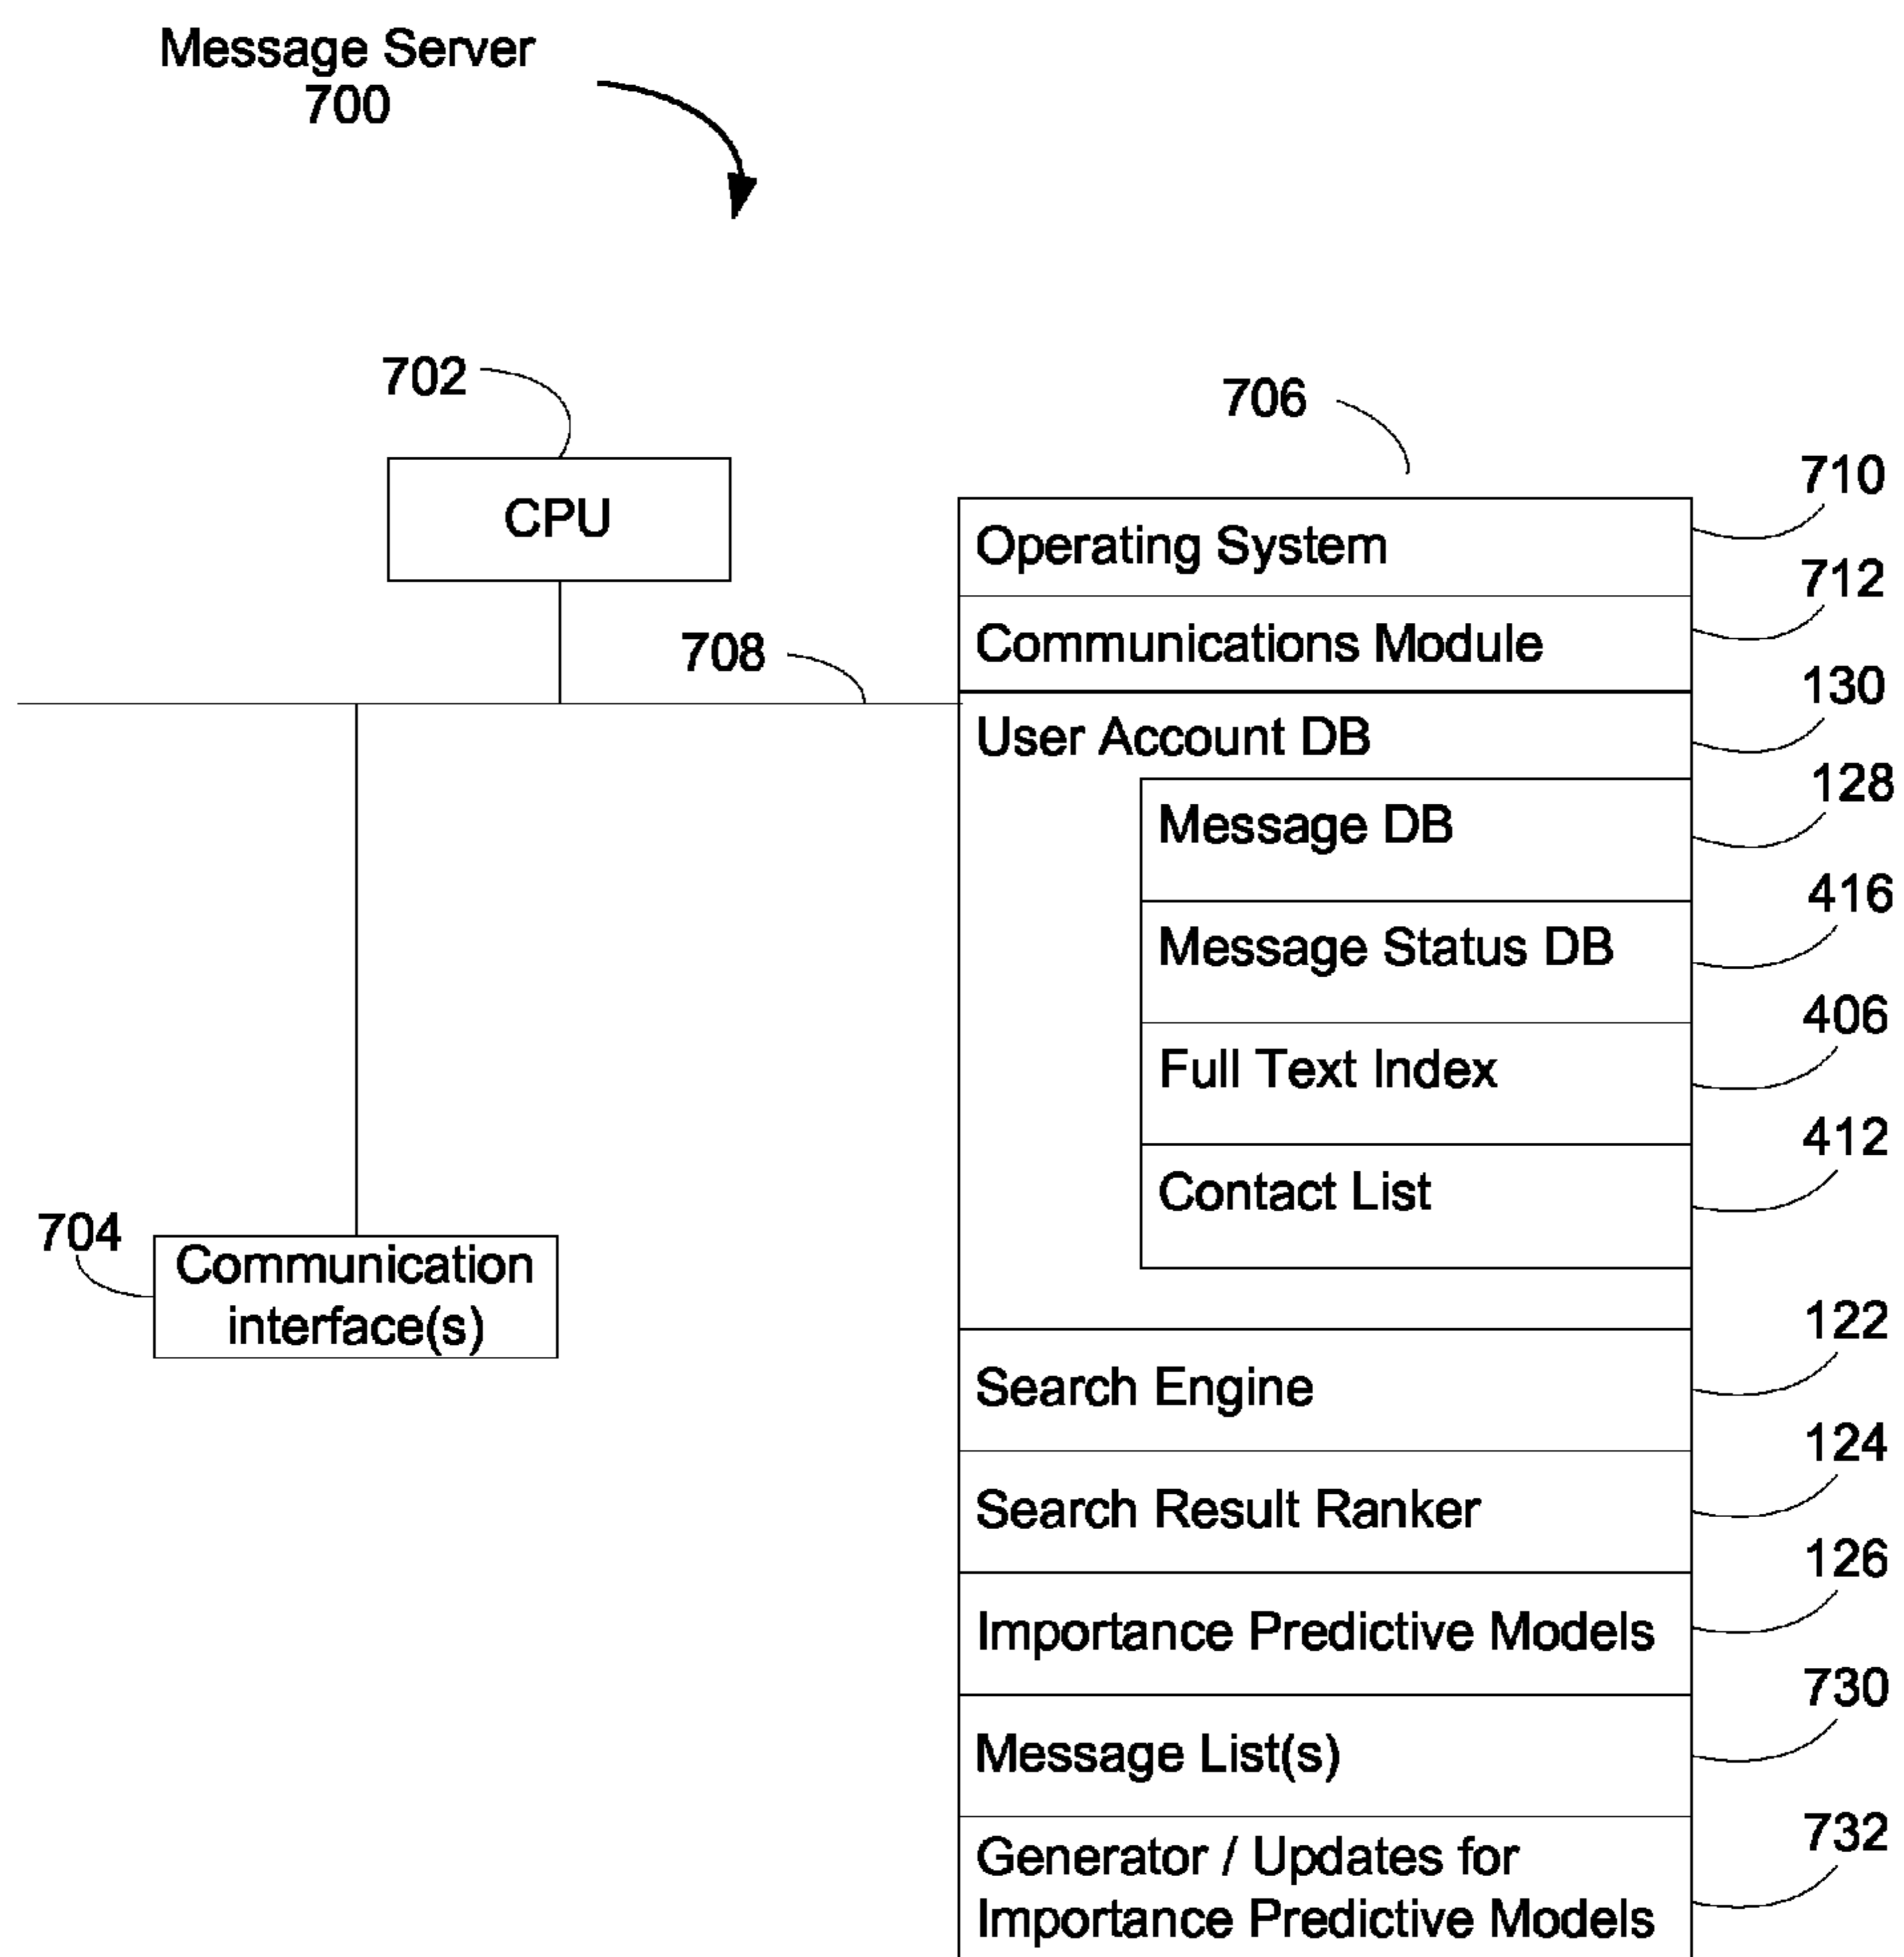 Message Server
700
702
706
CPU
708
704
Communication
interface(s)
Operating System
710
Communications Module
712
User Account DB
130
Message DB
128
Message Status DB
416
Full Text Index
406
Contact List
412
Search Engine
122
Search Result Ranker
124
Importance Predictive Models
126
Message List(s)
730
Generator / Updates for
Importance Predictive Models
732